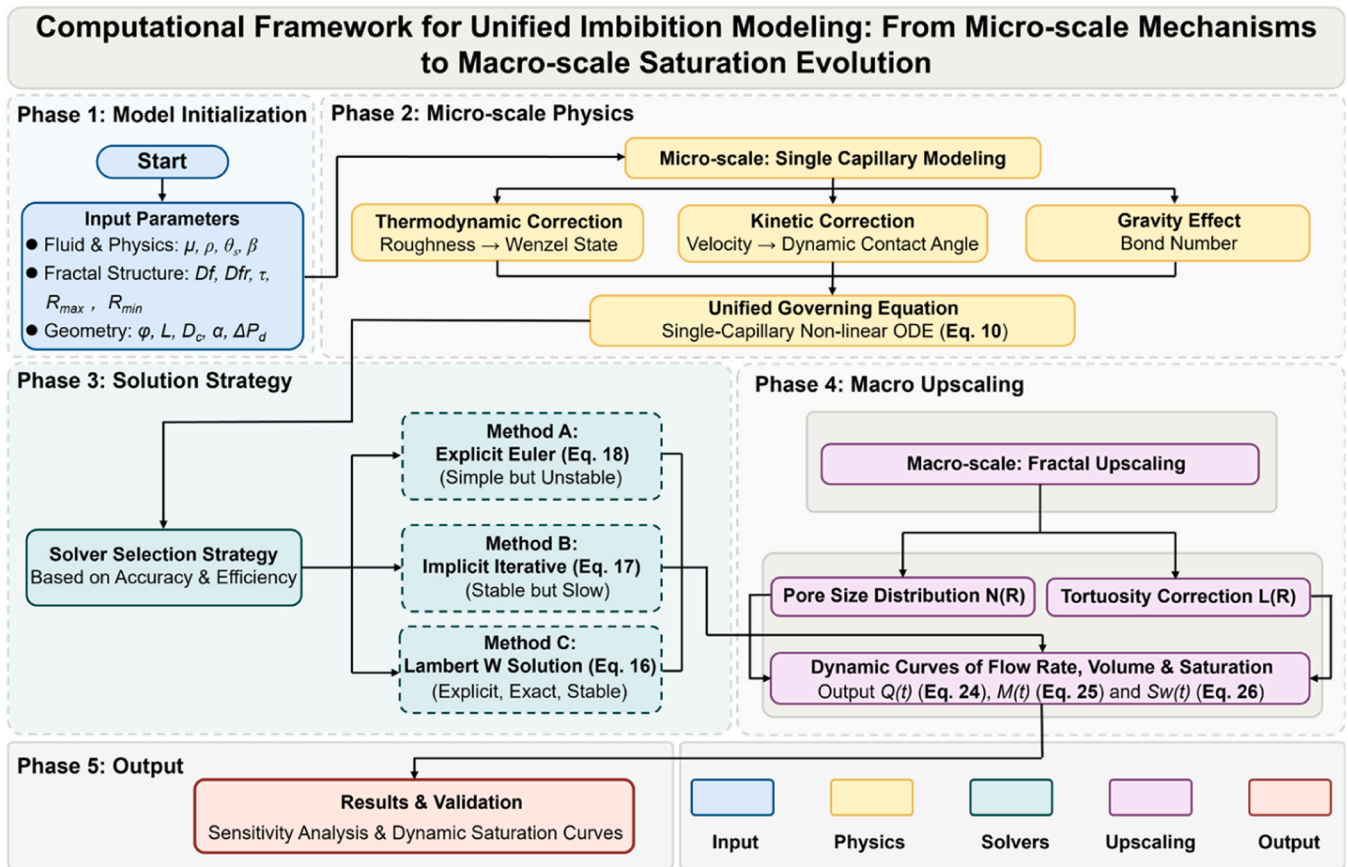 Computational Framework for Unified Imbibition Modeling: From Micro-scale Mechanisms
to Macro-scale Saturation Evolution
Phase 1: Model Initialization
Start
Input Parameters
● Fluid & Physics: μ, ρ, θs, β
● Fractal Structure: Df, Dfr, τ,
Rmax , Rmin
● Geometry: φ, L, Dc, α, ΔPd
Phase 2: Micro-scale Physics
Micro-scale: Single Capillary Modeling
Thermodynamic Correction
Roughness → Wenzel State
Kinetic Correction
Velocity → Dynamic Contact Angle
Gravity Effect
Bond Number
Unified Governing Equation
Single-Capillary Non-linear ODE (Eq. 10)
Phase 3: Solution Strategy
Solver Selection Strategy
Based on Accuracy & Efficiency
Method A:
Explicit Euler (Eq. 18)
(Simple but Unstable)
Method B:
Implicit Iterative (Eq. 17)
(Stable but Slow)
Method C:
Lambert W Solution (Eq. 16)
(Explicit, Exact, Stable)
Phase 4: Macro Upscaling
Macro-scale: Fractal Upscaling
Pore Size Distribution N(R)
Tortuosity Correction L(R)
Dynamic Curves of Flow Rate, Volume & Saturation
Output Q(t) (Eq. 24), M(t) (Eq. 25) and Sw(t) (Eq. 26)
Phase 5: Output
Results & Validation
Sensitivity Analysis & Dynamic Saturation Curves
Input
Physics
Solvers
Upscaling
Output